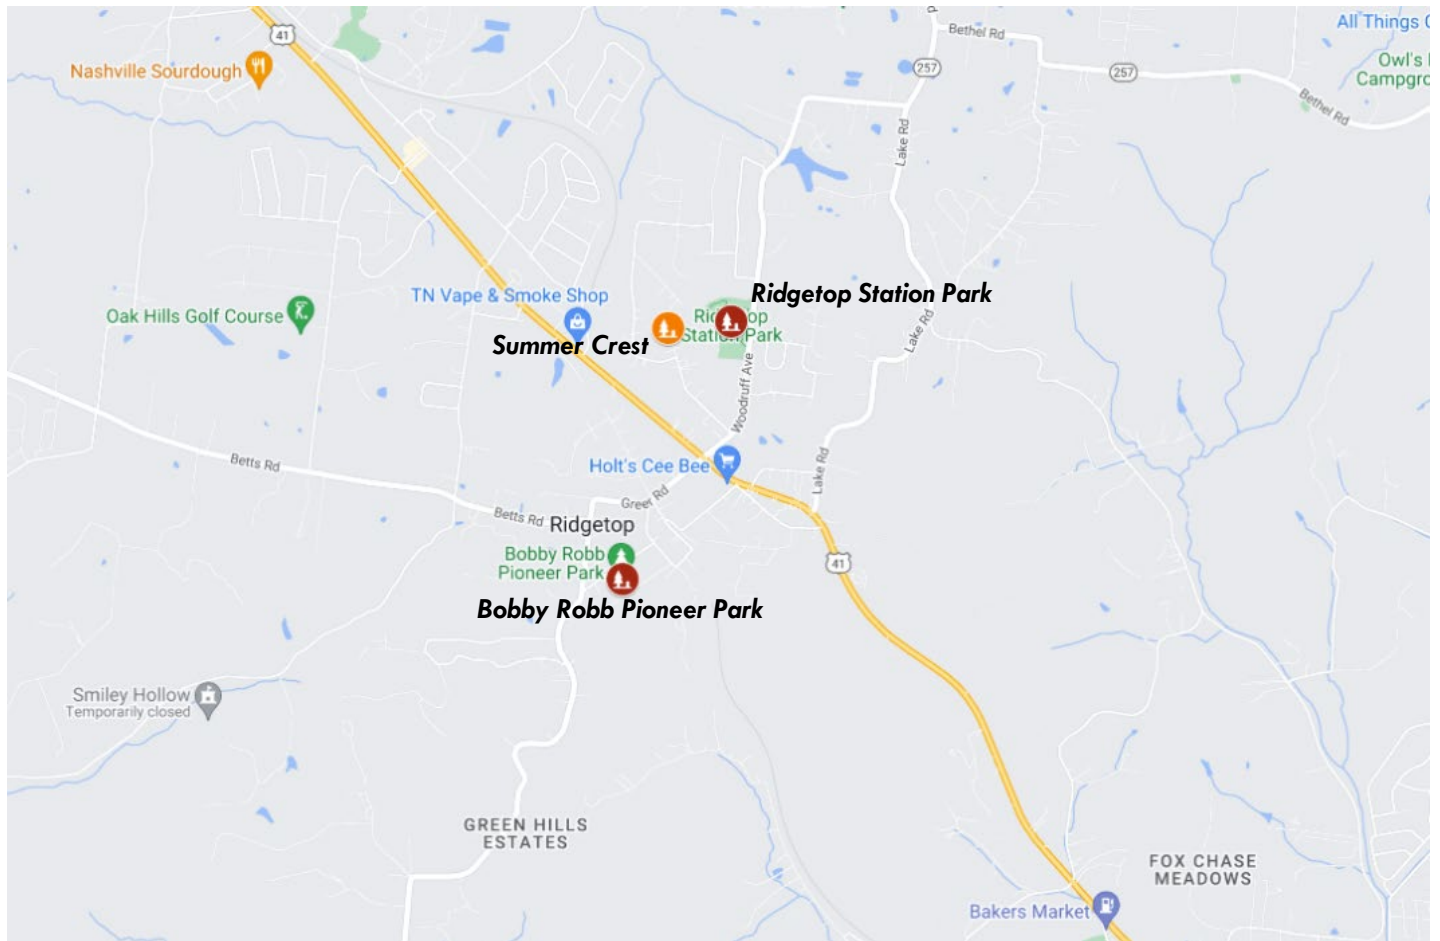 41
All Things
Nashville Sourdough
Bethel Rd
257
257
Owl's
Campgro
Bethel Rd
Lake Rd
Oak Hills Golf Course
TN Vape & Smoke Shop
Ridgetop Station Park
Station Park
Summer Crest
Lake Rd
Woodruff Ave
Betts Rd
Holt's Cee Bee
Lake Rd
Greer Rd
Betts Rd
Ridgetop
Bobby Robb
Pioneer Park
41
Bobby Robb Pioneer Park
Smiley Hollow
Temporarily closed
GREEN HILLS
ESTATES
FOX CHASE
MEADOWS
Bakers Market